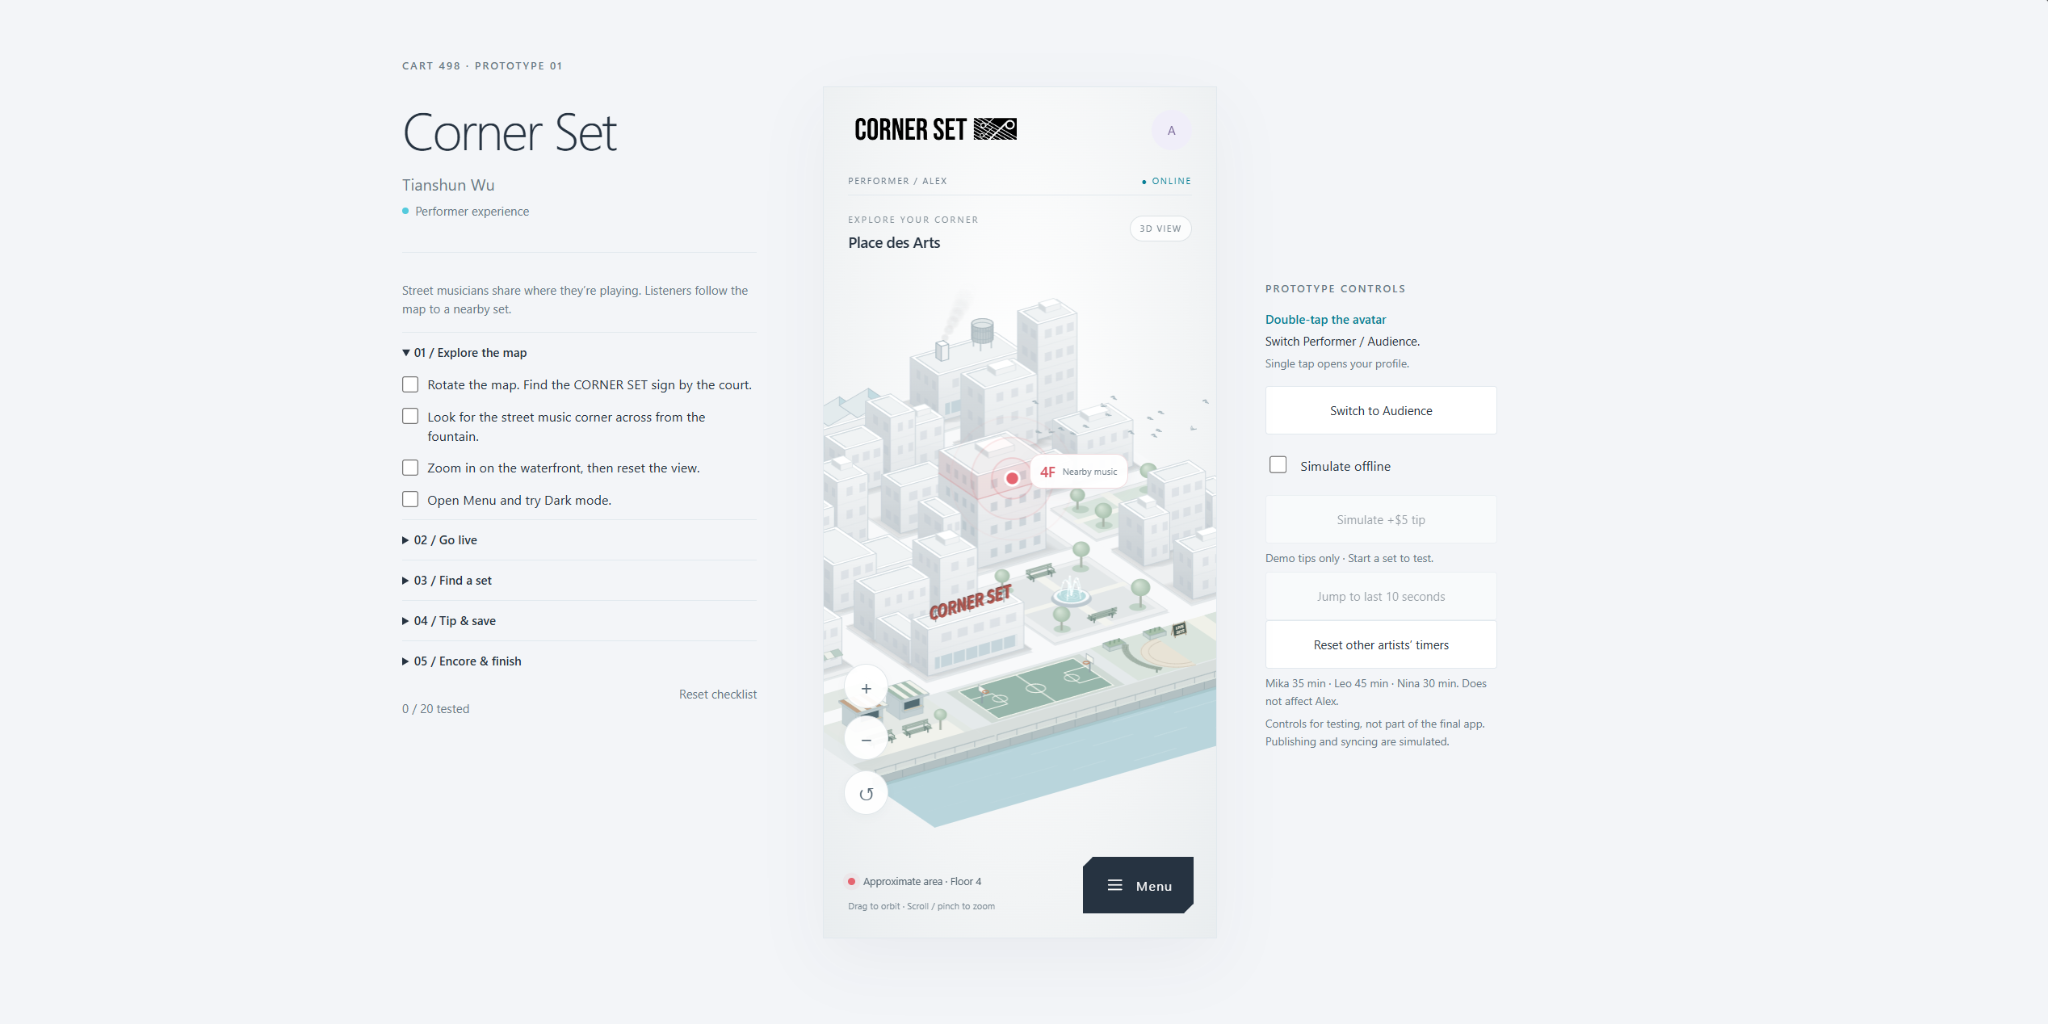 CART 498 · PROTOTYPE 01
Corner Set
Tianshun Wu
Performer experience
Street musicians share where they're playing. Listeners follow the
map to a nearby set.
01 / Explore the map
Rotate the map. Find the CORNER SET sign by the court.
Look for the street music corner across from the
fountain.
Zoom in on the waterfront, then reset the view.
Open Menu and try Dark mode.
02 / Go live
03 / Find a set
04 / Tip & save
05 / Encore & finish
Reset checklist
0 / 20 tested
CORNER SET
A
PERFORMER / ALEX
ONLINE
EXPLORE YOUR CORNER
Place des Arts
3D VIEW
4F Nearby music
CORNER SET
+
−
Approximate area · Floor 4
Drag to orbit · Scroll / pinch to zoom
Menu
PROTOTYPE CONTROLS
Double-tap the avatar
Switch Performer / Audience.
Single tap opens your profile.
Switch to Audience
Simulate offline
Simulate +$5 tip
Demo tips only · Start a set to test.
Jump to last 10 seconds
Reset other artists' timers
Mika 35 min · Leo 45 min · Nina 30 min. Does
not affect Alex.
Controls for testing, not part of the final app.
Publishing and syncing are simulated.